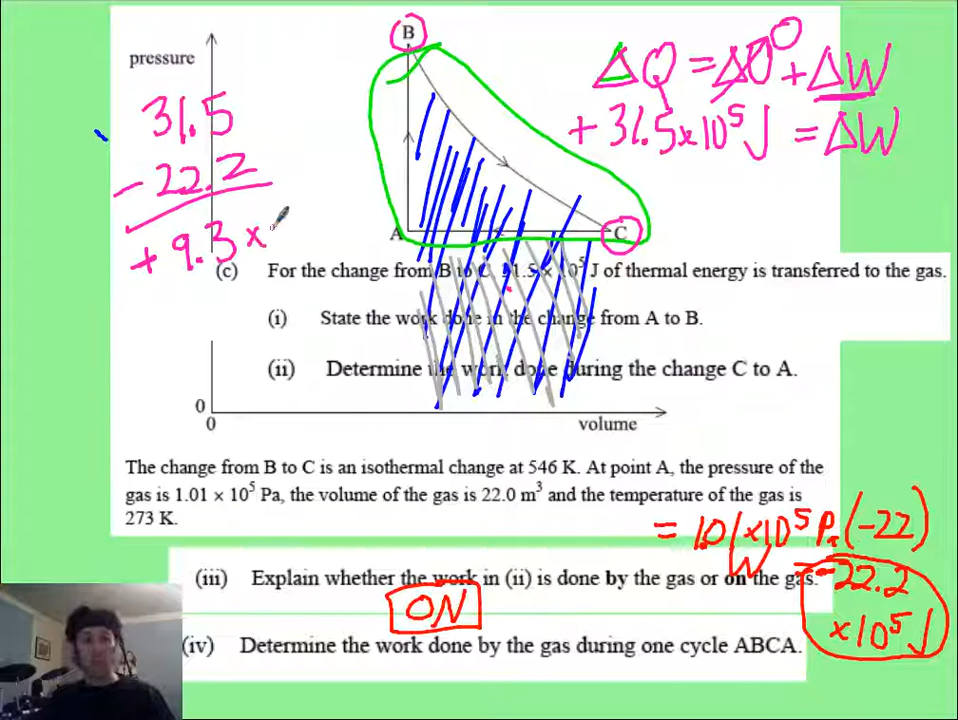 B
pressure
ΔQ = ΔU⁰ + ΔW
+ 31.5 × 10⁵ J = ΔW
31.5
- 22.2
+ 9.3 x
A
C
(c) For the change from B to C 31.5 × 10⁵ J of thermal energy is transferred to the gas.
(i) State the work done in the change from A to B.
(ii) Determine the work done during the change C to A.
0
0
volume
The change from B to C is an isothermal change at 546 K. At point A, the pressure of the
gas is 1.01 × 10⁵ Pa, the volume of the gas is 22.0 m³ and the temperature of the gas is
273 K.
= 1.01 x10⁵ Pa (-22)
W = -22.2
x10⁵ J
(iii) Explain whether the work in (ii) is done by the gas or on the gas.
ON
(iv) Determine the work done by the gas during one cycle ABCA.